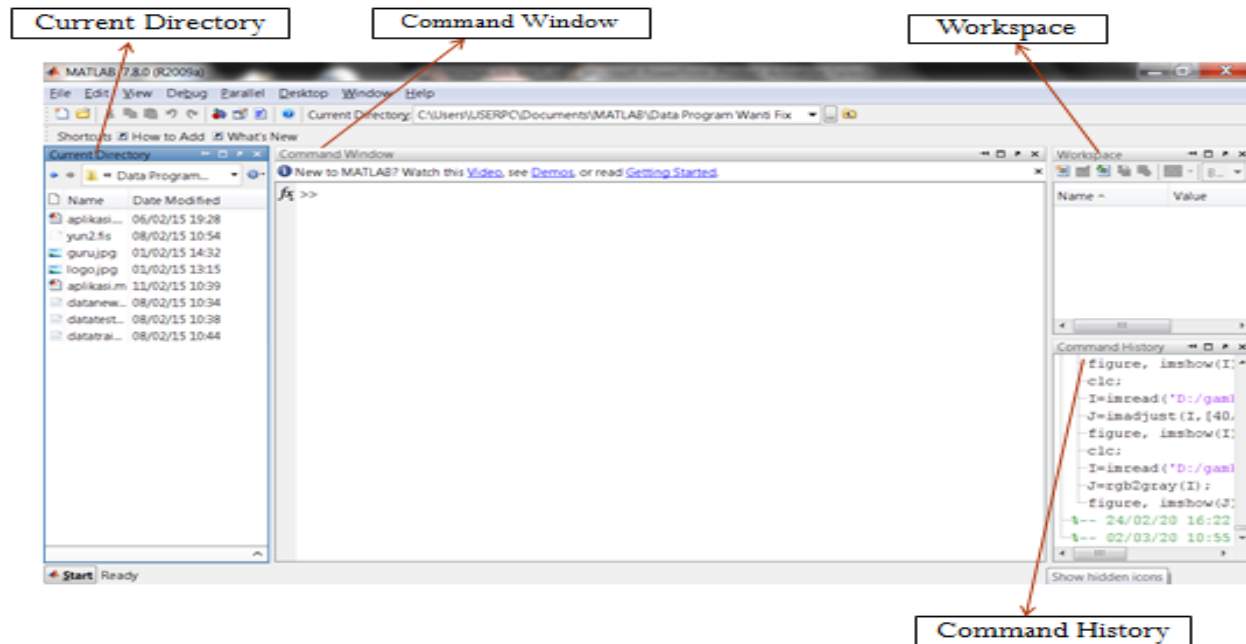 Current Directory
Command Window
Workspace
MATLAB 7.8.0 (R2009a)
File Edit View Debug Parallel Desktop Window Help
Current Directory: C:\Users\USERPC\Documents\MATLAB\Data Program Wanti Fix
Shortcuts How to Add What's New
Current Directory
Data Program...
Name Date Modified
aplikasi... 06/02/15 19:28
yun2.fis 08/02/15 10:54
guru.jpg 01/02/15 14:32
logo.jpg 01/02/15 13:15
aplikasi.m 11/02/15 10:39
datanew... 08/02/15 10:34
datatest... 08/02/15 10:38
datatrai... 08/02/15 10:44
Command Window
New to MATLAB? Watch this Video, see Demos, or read Getting Started.
fx >>
Workspace
B...
Name Value
Command History
figure, imshow(I)
clc;
I=imread('D:/gaml
J=imadjust(I,[40,
figure, imshow(I)
clc;
I=imread('D:/gaml
J=rgb2gray(I);
figure, imshow(J)
%-- 24/02/20 16:22
%-- 02/03/20 10:55
Start Ready
Show hidden icons
Command History